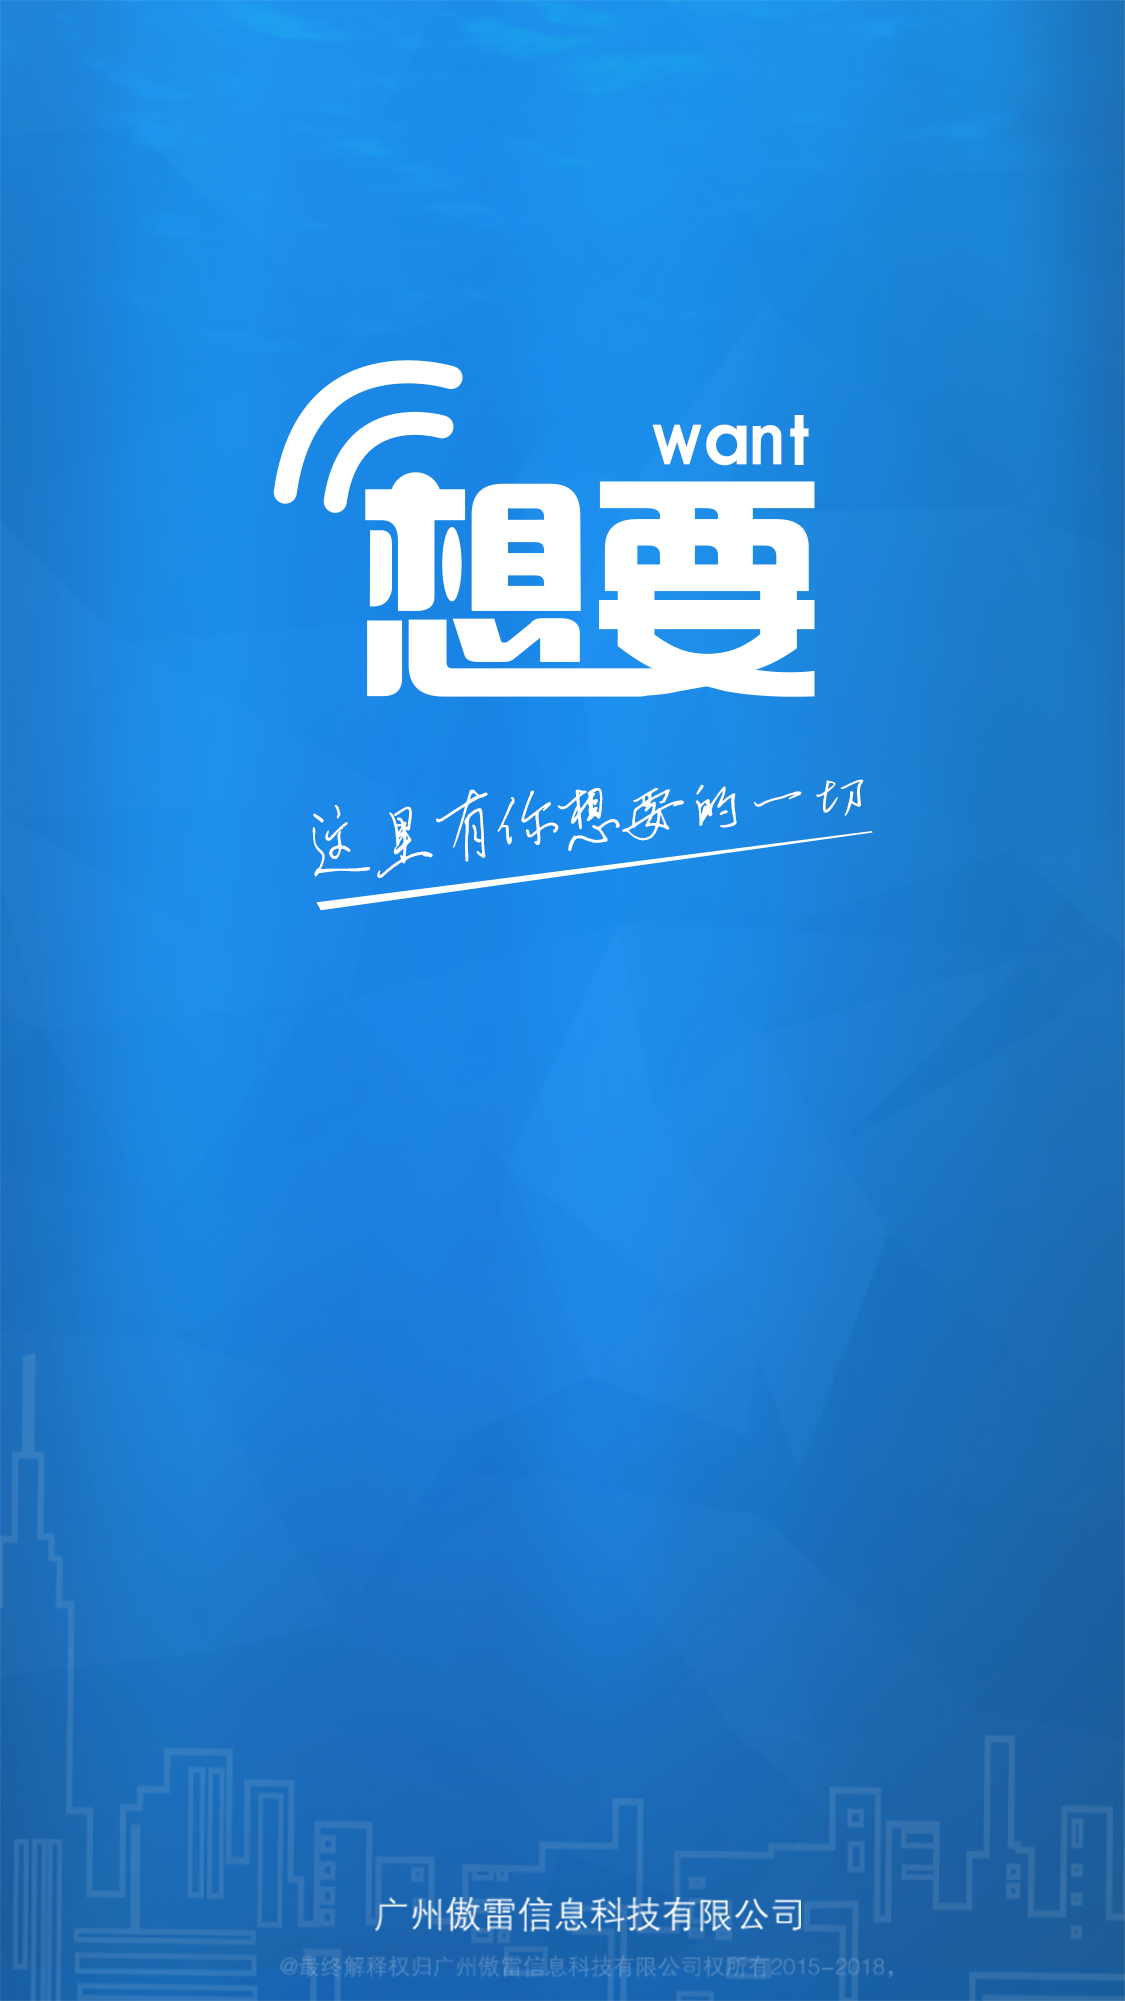 want
想要
这里有你想要的一切
广州傲雷信息科技有限公司
@最终解释权归广州傲雷信息科技有限公司权所有2015-2018，